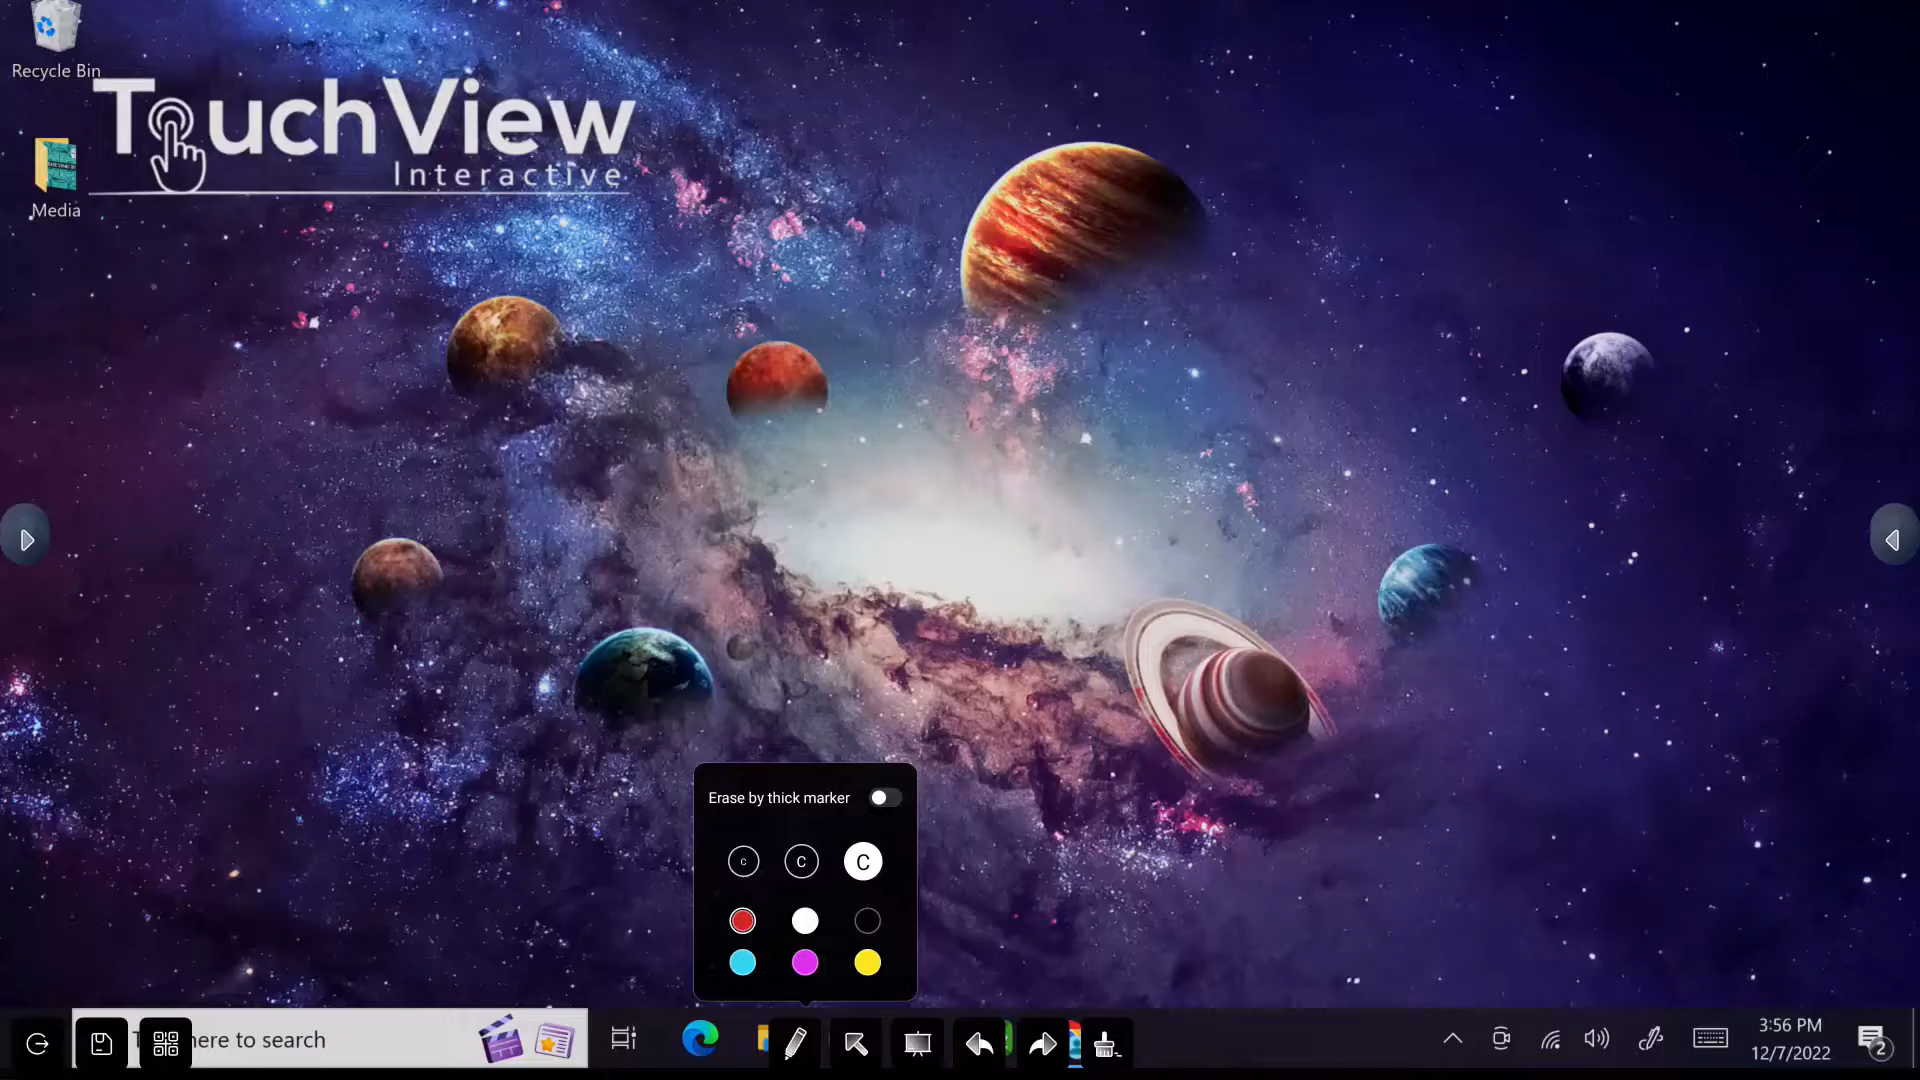 Recycle Bin
TouchView
Interactive
Media
Erase by thick marker
C
C
C
T
here to search
3:56 PM
12/7/2022
2